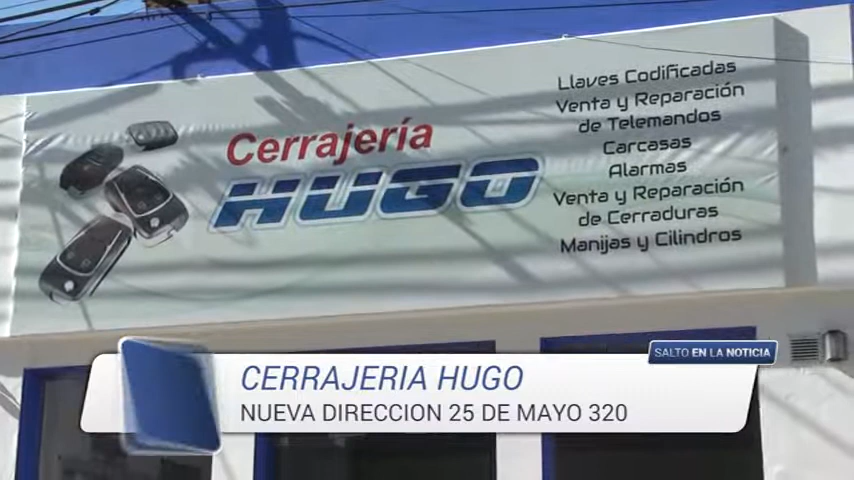 Cerrajería
HUGO
Llaves Codificadas
Venta y Reparación
de Telemandos
Carcasas
Alarmas
Venta y Reparación
de Cerraduras
Manijas y Cilindros
SALTO EN LA NOTICIA
CERRAJERIA HUGO
NUEVA DIRECCION 25 DE MAYO 320